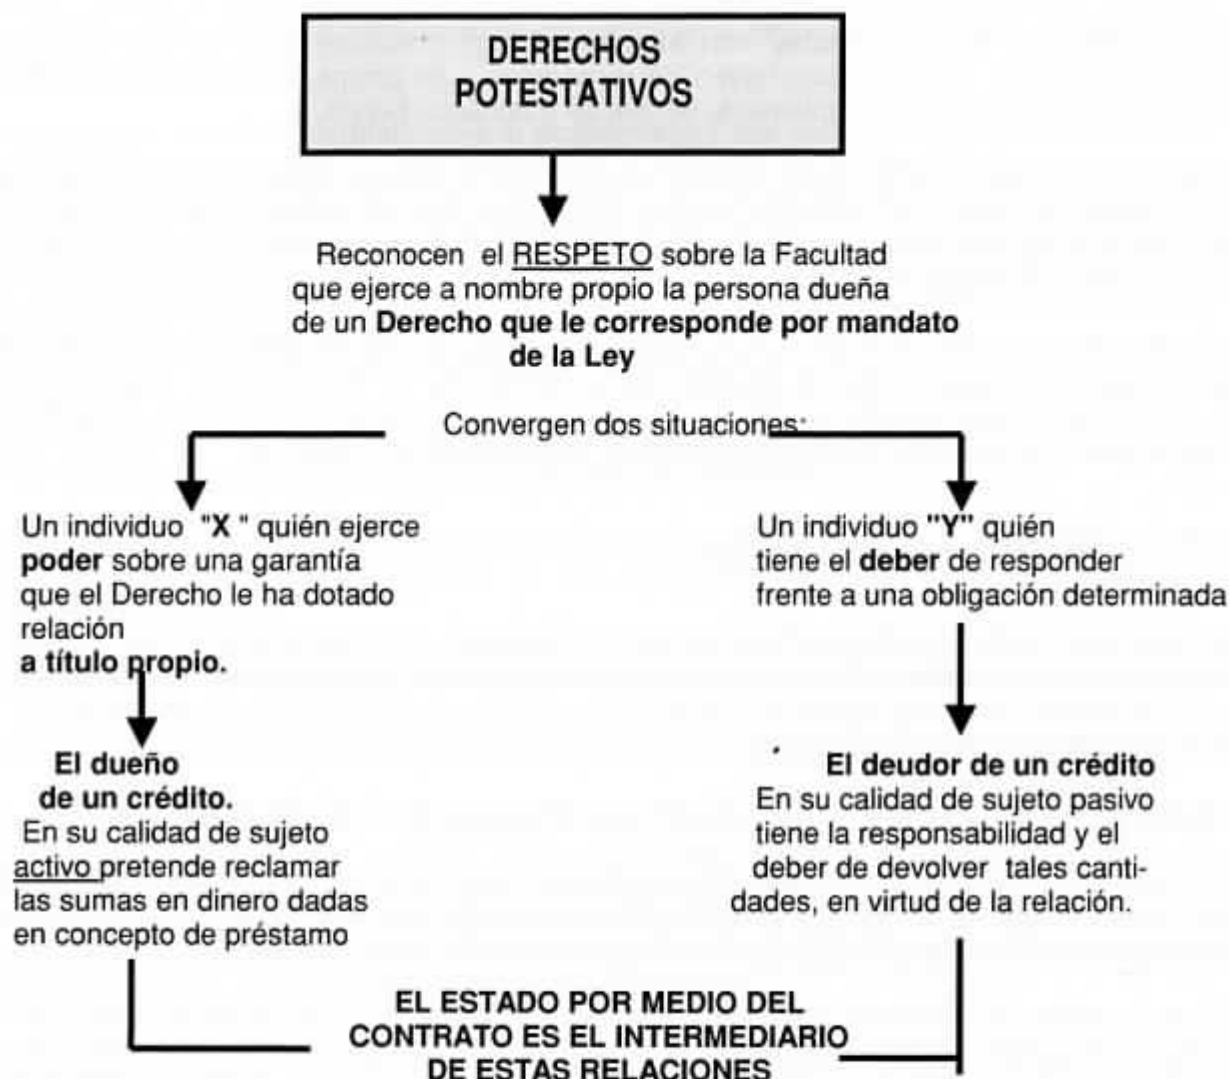 DERECHOS
POTESTATIVOS
Reconocen el RESPETO sobre la Facultad
que ejerce a nombre propio la persona dueña
de un Derecho que le corresponde por mandato
de la Ley
Convergen dos situaciones:
Un individuo "X " quién ejerce
poder sobre una garantía
que el Derecho le ha dotado
relación
a título propio.
Un individuo "Y" quién
tiene el deber de responder
frente a una obligación determinada
El dueño
de un crédito.
En su calidad de sujeto
activo pretende reclamar
las sumas en dinero dadas
en concepto de préstamo
El deudor de un crédito
En su calidad de sujeto pasivo
tiene la responsabilidad y el
deber de devolver tales canti-
dades, en virtud de la relación.
EL ESTADO POR MEDIO DEL
CONTRATO ES EL INTERMEDIARIO
DE ESTAS RELACIONES